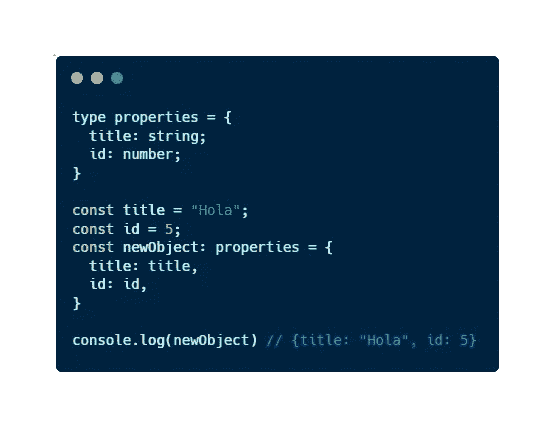 type properties = {
  title: string;
  id: number;
}

const title = "Hola";
const id = 5;
const newObject: properties = {
  title: title,
  id: id,
}

console.log(newObject) // {title: "Hola", id: 5}